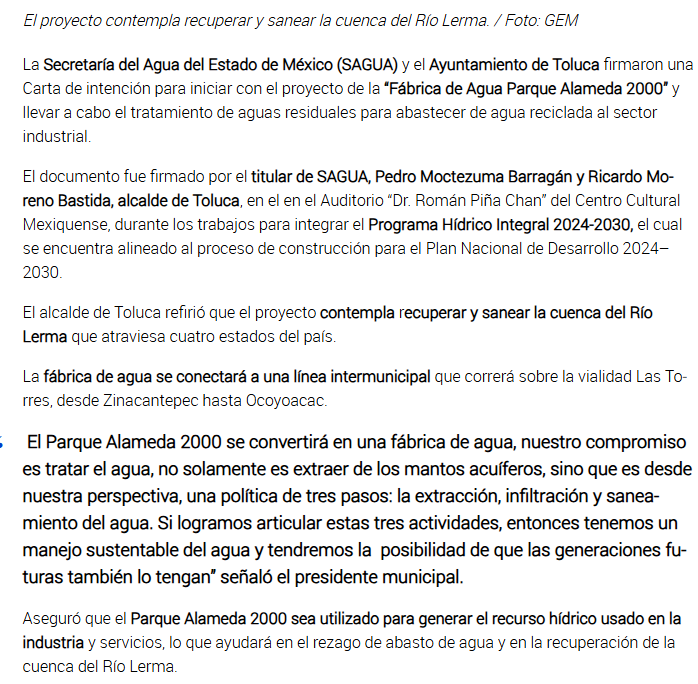 El proyecto contempla recuperar y sanear la cuenca del Río Lerma. / Foto: GEM
La Secretaría del Agua del Estado de México (SAGUA) y el Ayuntamiento de Toluca firmaron una
Carta de intención para iniciar con el proyecto de la “Fábrica de Agua Parque Alameda 2000” y
llevar a cabo el tratamiento de aguas residuales para abastecer de agua reciclada al sector
industrial.
El documento fue firmado por el titular de SAGUA, Pedro Moctezuma Barragán y Ricardo Mo-
reno Bastida, alcalde de Toluca, en el en el Auditorio “Dr. Román Piña Chan” del Centro Cultural
Mexiquense, durante los trabajos para integrar el Programa Hídrico Integral 2024-2030, el cual
se encuentra alineado al proceso de construcción para el Plan Nacional de Desarrollo 2024–
2030.
El alcalde de Toluca refirió que el proyecto contempla recuperar y sanear la cuenca del Río
Lerma que atraviesa cuatro estados del país.
La fábrica de agua se conectará a una línea intermunicipal que correrá sobre la vialidad Las To-
rres, desde Zinacantepec hasta Ocoyoacac.
El Parque Alameda 2000 se convertirá en una fábrica de agua, nuestro compromiso
es tratar el agua, no solamente es extraer de los mantos acuíferos, sino que es desde
nuestra perspectiva, una política de tres pasos: la extracción, infiltración y sanea-
miento del agua. Si logramos articular estas tres actividades, entonces tenemos un
manejo sustentable del agua y tendremos la posibilidad de que las generaciones fu-
turas también lo tengan” señaló el presidente municipal.
Aseguró que el Parque Alameda 2000 sea utilizado para generar el recurso hídrico usado en la
industria y servicios, lo que ayudará en el rezago de abasto de agua y en la recuperación de la
cuenca del Río Lerma.